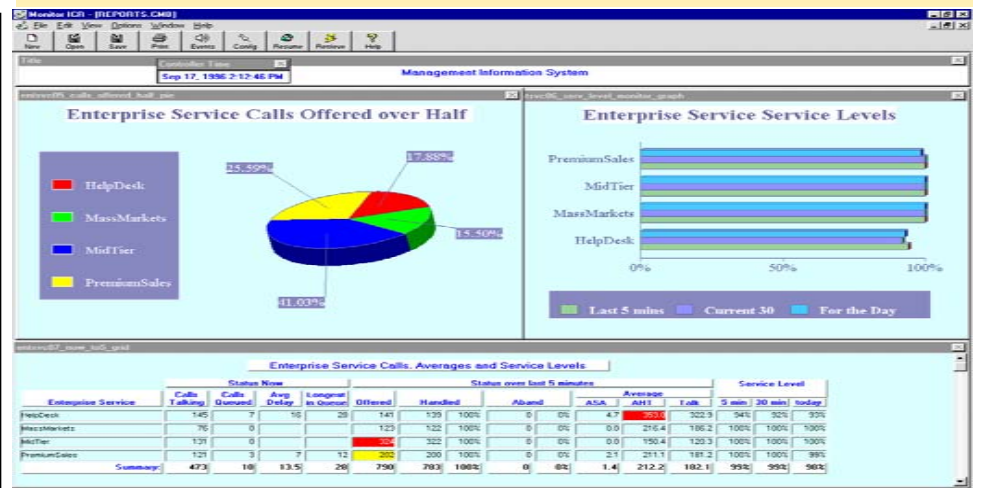 Monitor ICR - [REPORTS.CMB]
File Edit View Options Window Help
New Open Save Print Events Config Resume Retrieve Help
Title
Controller Time
Sep 17, 1996 2:12:46 PM
Management Information System
entsvc05_calls_offered_half_pie
Enterprise Service Calls Offered over Half
HelpDesk
MassMarkets
MidTier
PremiumSales
25.59%
17.88%
15.50%
41.03%
Enterprise Service Service Levels
PremiumSales
MidTier
MassMarkets
HelpDesk
0% 50% 100%
Last 5 mins Current 30 For the Day
entsvc07_now_to5_grid
Enterprise Service Calls, Averages and Service Levels
Status Now Status over last 5 minutes Service Level
Average
Enterprise Service Calls Talking Calls Queued Avg Delay Longest in Queue Offered Handled Aband ASA AHT Talk 5 min 30 min today
HelpDesk 145 7 16 28 141 139 100% 0 0% 4.7 353.0 322.9 94% 92% 93%
MassMarkets 76 0 123 122 100% 0 0% 0.0 216.4 186.2 100% 100% 100%
MidTier 131 0 324 322 100% 0 0% 0.0 150.4 120.3 100% 100% 100%
PremiumSales 121 3 7 12 202 200 100% 0 0% 2.1 211.1 181.2 100% 100% 99%
Summary: 473 10 13.5 28 790 783 100% 0 0% 1.4 212.2 182.1 99% 99% 98%